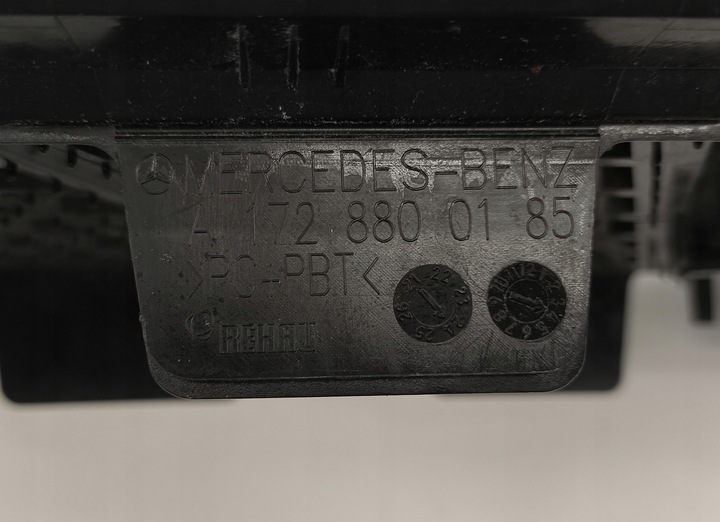 MERCEDES-BENZ
A 172 880 01 85
>PC-PBT<
REHAU